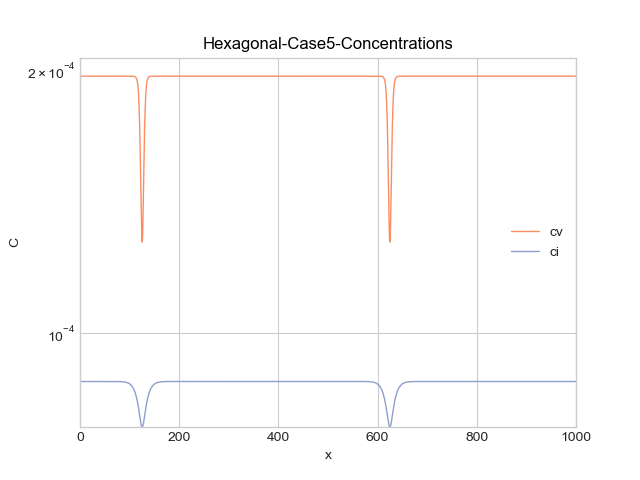 Hexagonal-Case5-Concentrations
2 × 10⁻⁴
C
cv
ci
10⁻⁴
0 200 400 600 800 1000
x